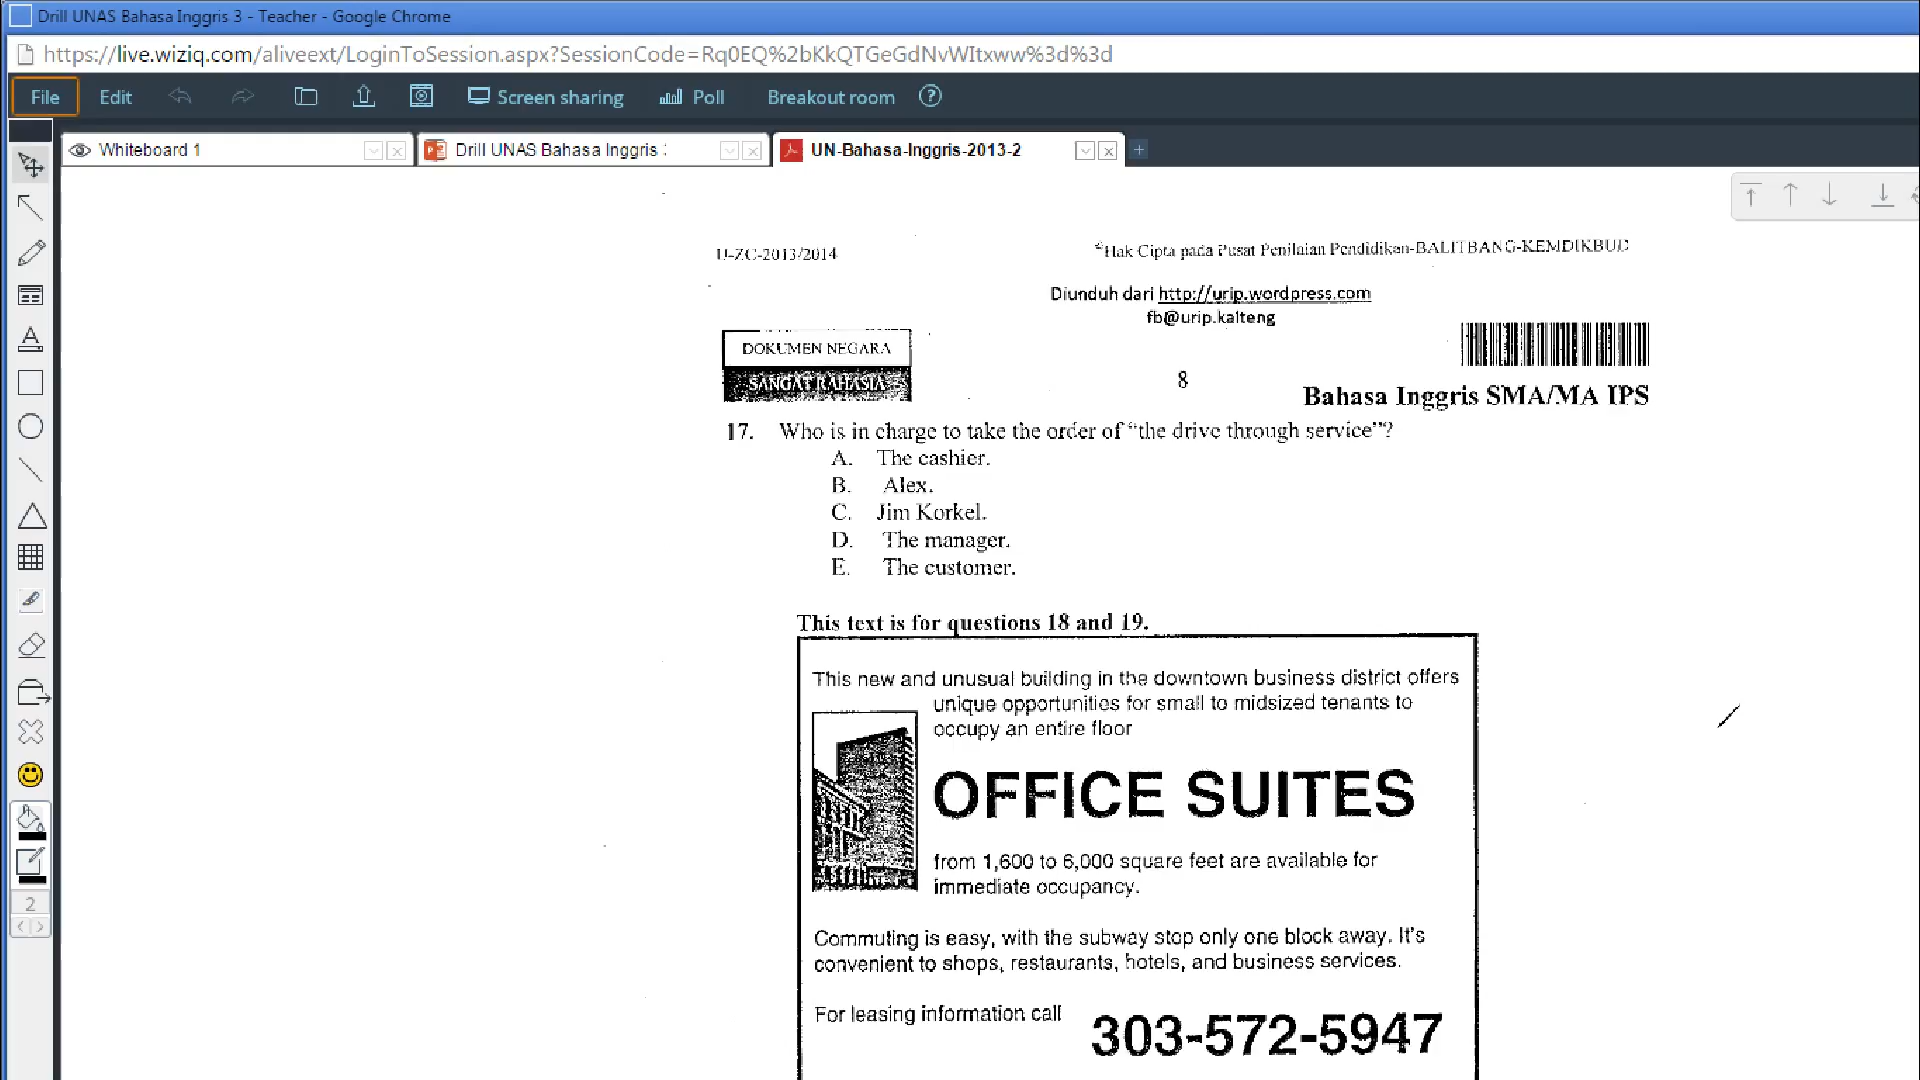 Drill UNAS Bahasa Inggris 3 - Teacher - Google Chrome
https://live.wiziq.com/aliveext/LoginToSession.aspx?SessionCode=Rq0EQ%2bKkQTGeGdNvWItxww%3d%3d
File Edit Screen sharing Poll Breakout room
Whiteboard 1 Drill UNAS Bahasa Inggris : UN-Bahasa-Inggris-2013-2
U-ZC-2013/2014 ©Hak Cipta pada Pusat Penilaian Pendidikan-BALITBANG-KEMDIKBUD
Diunduh dari http://urip.wordpress.com
fb@urip.kalteng
DOKUMEN NEGARA
SANGAT RAHASIA
8
Bahasa Inggris SMA/MA IPS
17. Who is in charge to take the order of “the drive through service”?
A. The cashier.
B. Alex.
C. Jim Korkel.
D. The manager.
E. The customer.
This text is for questions 18 and 19.
This new and unusual building in the downtown business district offers
unique opportunities for small to midsized tenants to
occupy an entire floor
OFFICE SUITES
from 1,600 to 6,000 square feet are available for
immediate occupancy.
Commuting is easy, with the subway stop only one block away. It's
convenient to shops, restaurants, hotels, and business services.
For leasing information call
303-572-5947
2